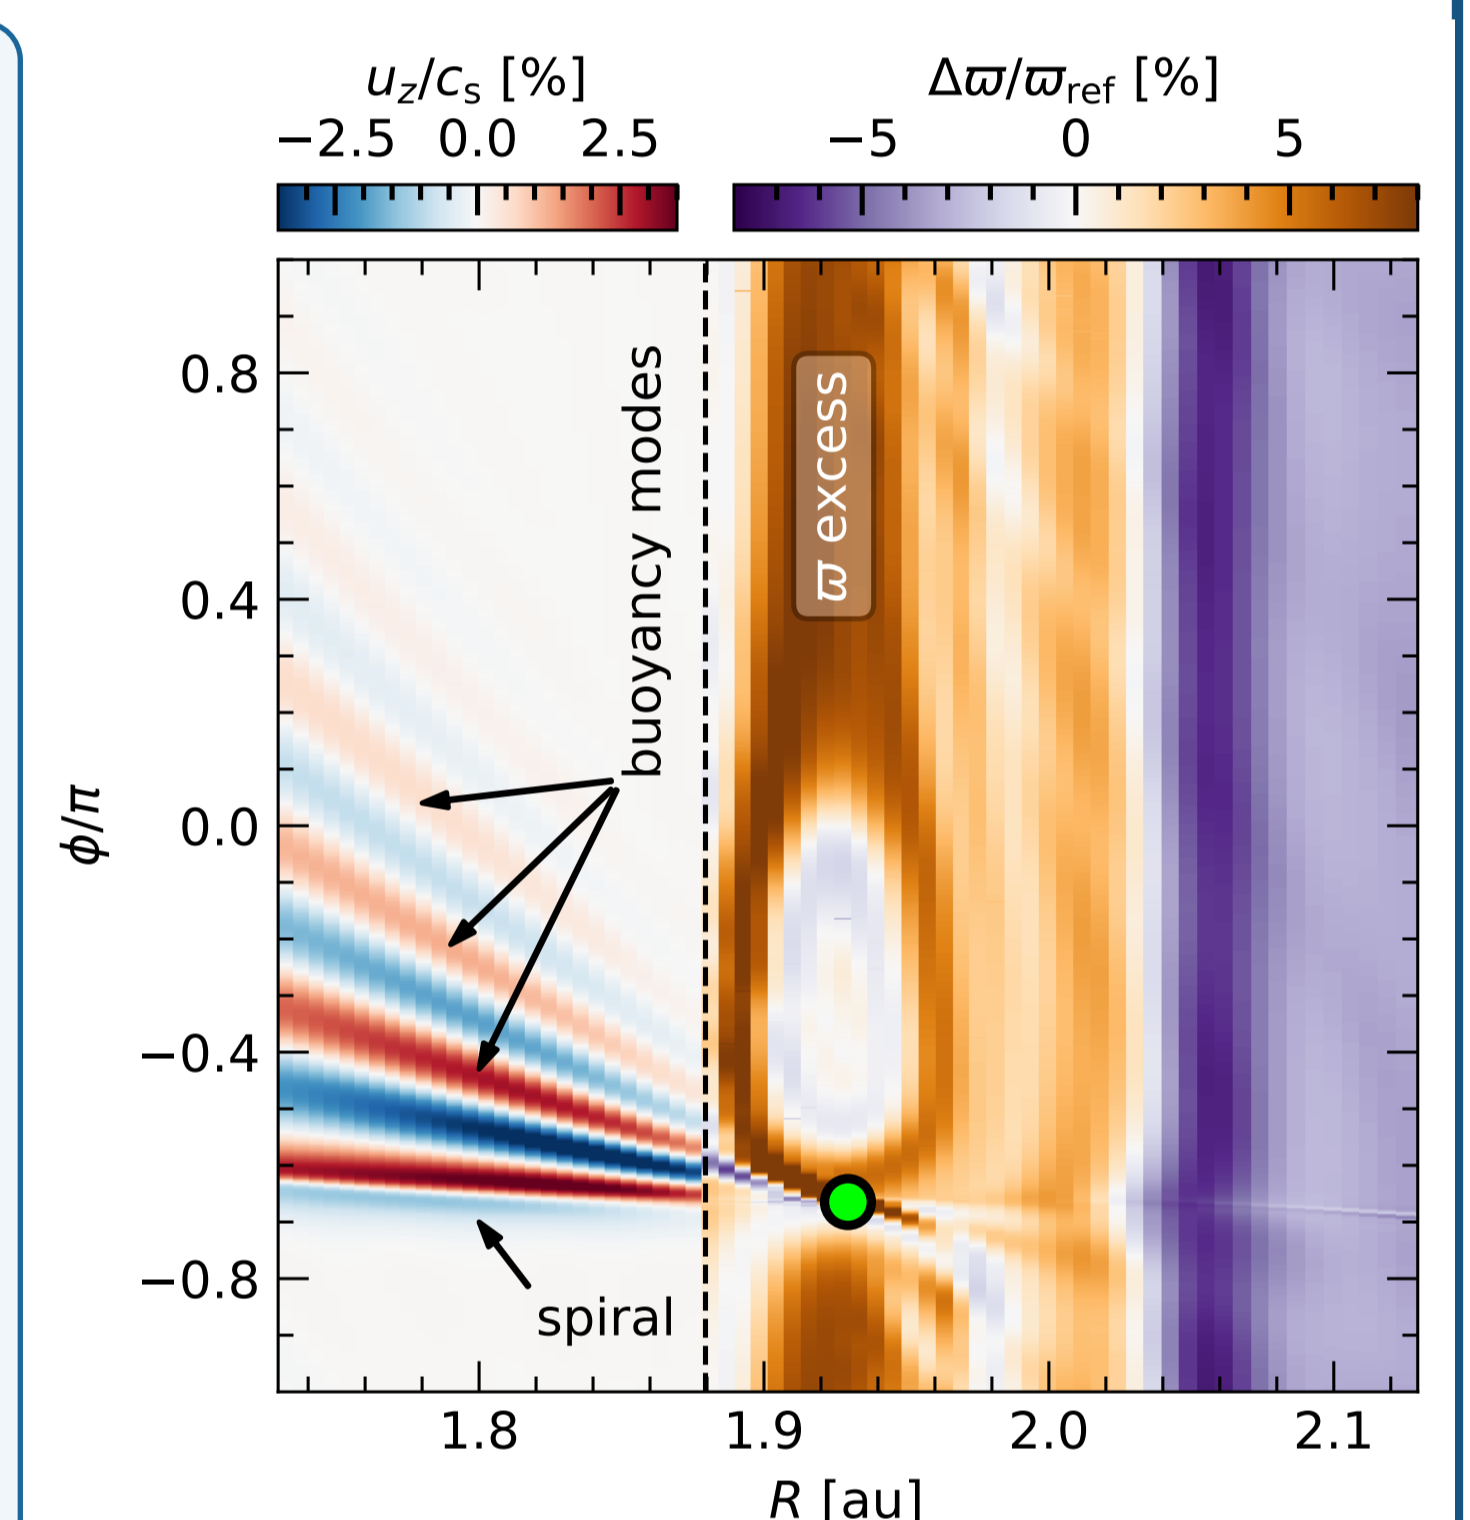 u_z/c_s [%]
Δϖ/ϖ_ref [%]
−2.5 0.0 2.5
−5 0 5
0.8
0.4
0.0
−0.4
−0.8
ϕ/π
buoyancy modes
ϖ excess
spiral
1.8 1.9 2.0 2.1
R [au]